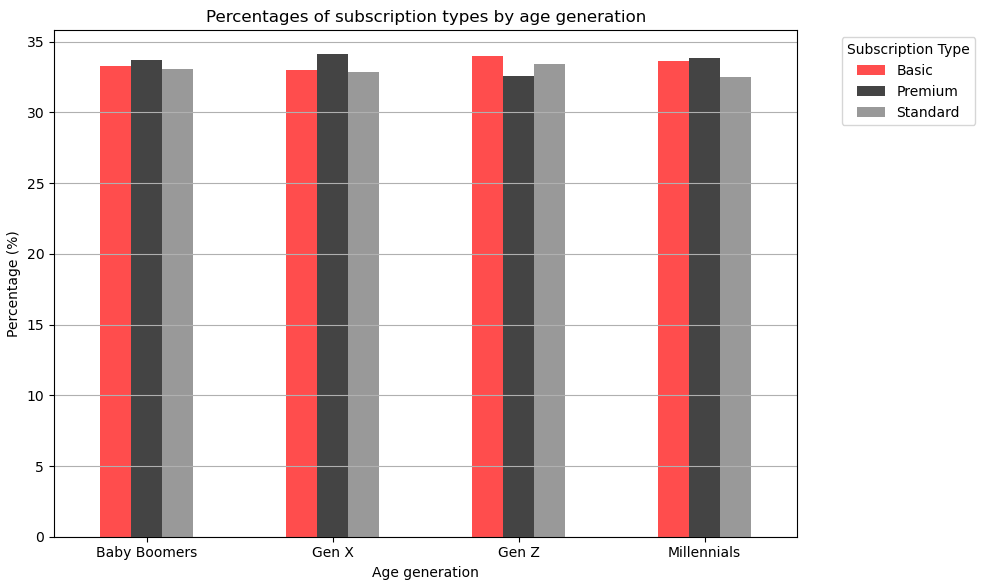 Percentages of subscription types by age generation
Subscription Type
Basic
Premium
Standard
Percentage (%)
35
30
25
20
15
10
5
0
Baby Boomers
Gen X
Gen Z
Millennials
Age generation